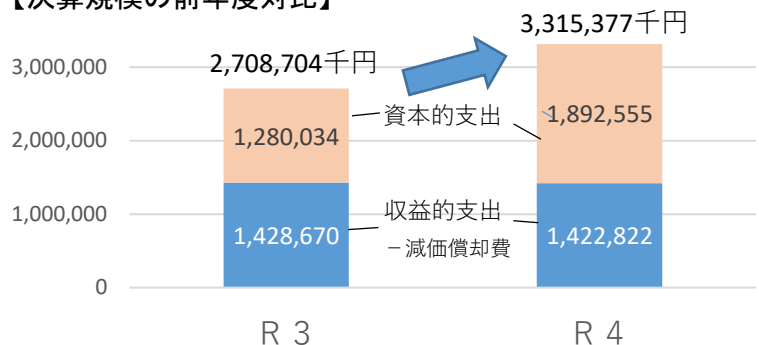 【決算規模の前年度対比】
3,315,377千円
2,708,704千円
3,000,000
2,000,000
1,000,000
0
資本的支出
1,280,034
1,892,555
収益的支出
－減価償却費
1,428,670
1,422,822
R 3
R 4